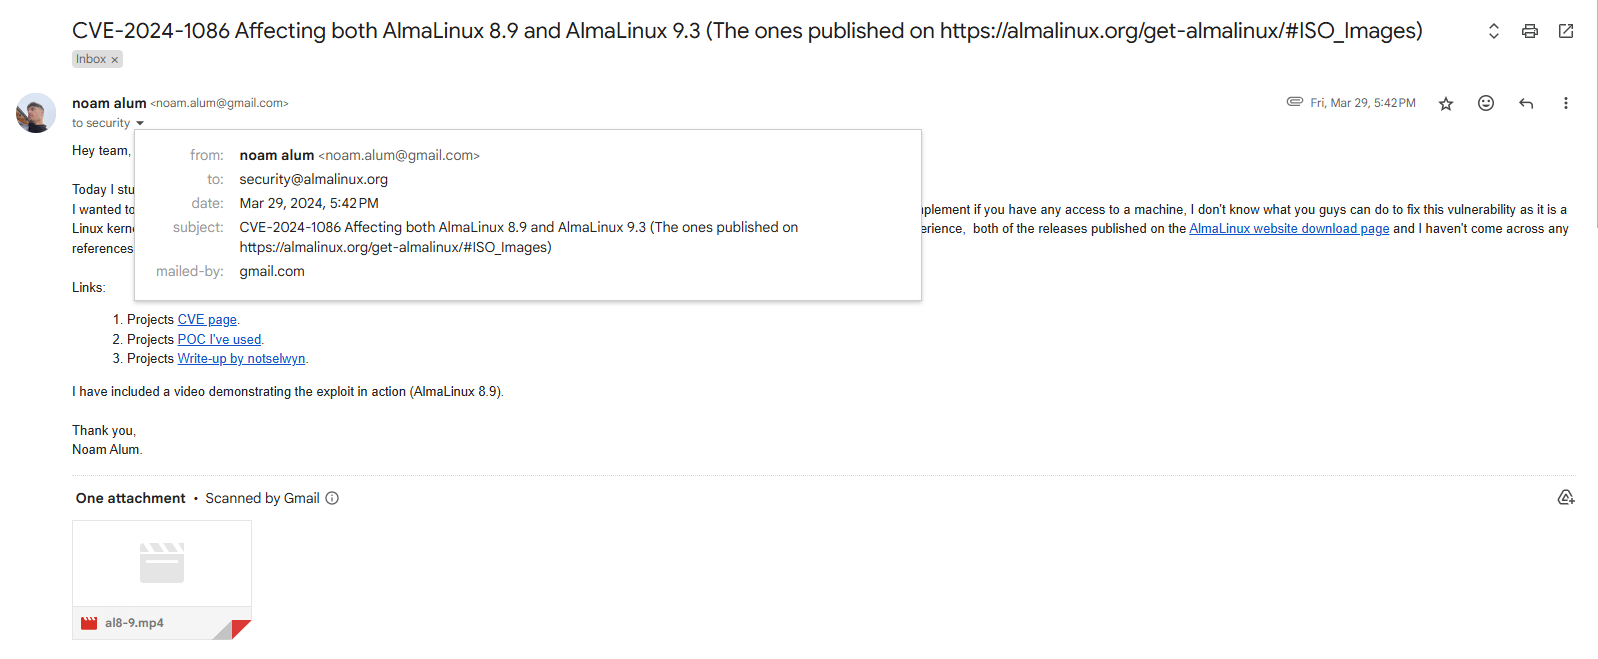 CVE-2024-1086 Affecting both AlmaLinux 8.9 and AlmaLinux 9.3 (The ones published on https://almalinux.org/get-almalinux/#ISO_Images)
Inbox ×
noam alum <noam.alum@gmail.com>
Fri, Mar 29, 5:42 PM
to security
Hey team,
from: noam alum <noam.alum@gmail.com>
to: security@almalinux.org
date: Mar 29, 2024, 5:42 PM
subject: CVE-2024-1086 Affecting both AlmaLinux 8.9 and AlmaLinux 9.3 (The ones published on
https://almalinux.org/get-almalinux/#ISO_Images)
mailed-by: gmail.com
Today I stu
I wanted to plement if you have any access to a machine, I don't know what you guys can do to fix this vulnerability as it is a
Linux kern erience, both of the releases published on the AlmaLinux website download page and I haven't come across any
references
Links:
1. Projects CVE page.
2. Projects POC I've used.
3. Projects Write-up by notselwyn.
I have included a video demonstrating the exploit in action (AlmaLinux 8.9).
Thank you,
Noam Alum.
One attachment • Scanned by Gmail
al8-9.mp4